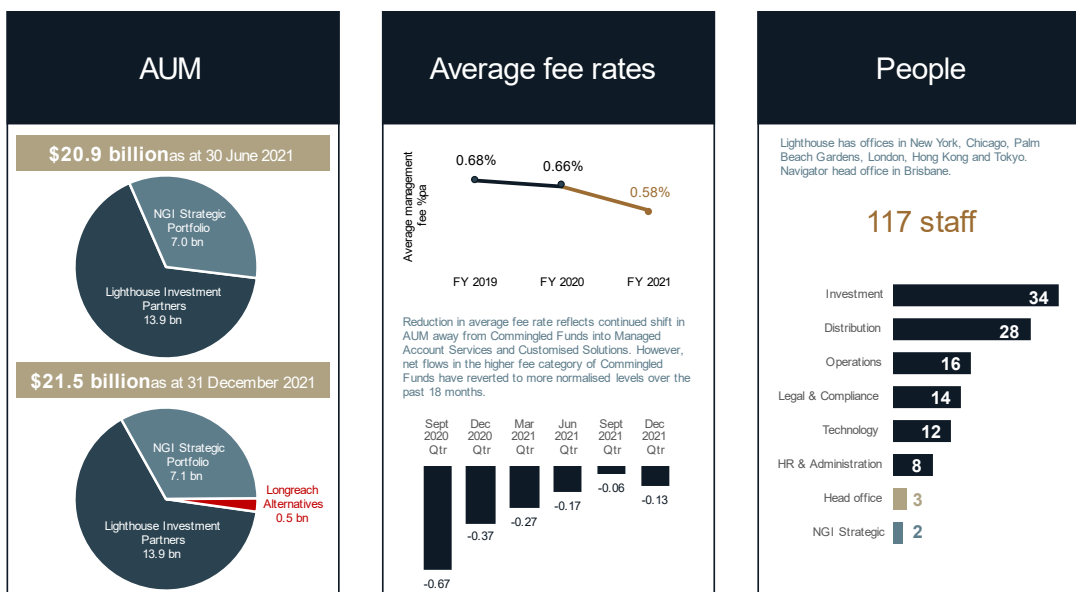 AUM
$20.9 billion as at 30 June 2021
NGI Strategic
Portfolio
7.0 bn
Lighthouse Investment
Partners
13.9 bn
$21.5 billion as at 31 December 2021
NGI Strategic
Portfolio
7.1 bn
Longreach
Alternatives
0.5 bn
Lighthouse Investment
Partners
13.9 bn
Average fee rates
Average management
fee %pa
0.68%
0.66%
0.58%
FY 2019
FY 2020
FY 2021
Reduction in average fee rate reflects continued shift in
AUM away from Commingled Funds into Managed
Account Services and Customised Solutions. However,
net flows in the higher fee category of Commingled
Funds have reverted to more normalised levels over the
past 18 months.
Sept 2020 Qtr
Dec 2020 Qtr
Mar 2021 Qtr
Jun 2021 Qtr
Sept 2021 Qtr
Dec 2021 Qtr
-0.67
-0.37
-0.27
-0.17
-0.06
-0.13
People
Lighthouse has offices in New York, Chicago, Palm
Beach Gardens, London, Hong Kong and Tokyo.
Navigator head office in Brisbane.
117 staff
Investment 34
Distribution 28
Operations 16
Legal & Compliance 14
Technology 12
HR & Administration 8
Head office 3
NGI Strategic 2